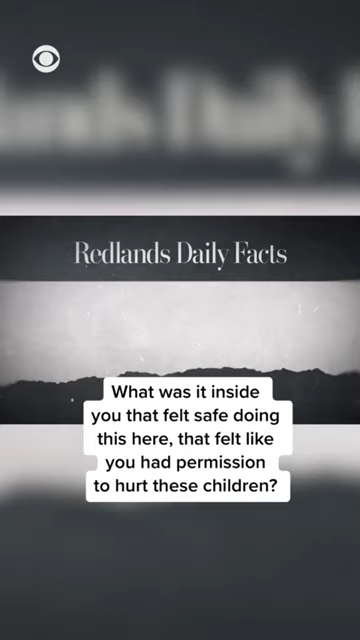 Redlands Daily Facts
What was it inside
you that felt safe doing
this here, that felt like
you had permission
to hurt these children?